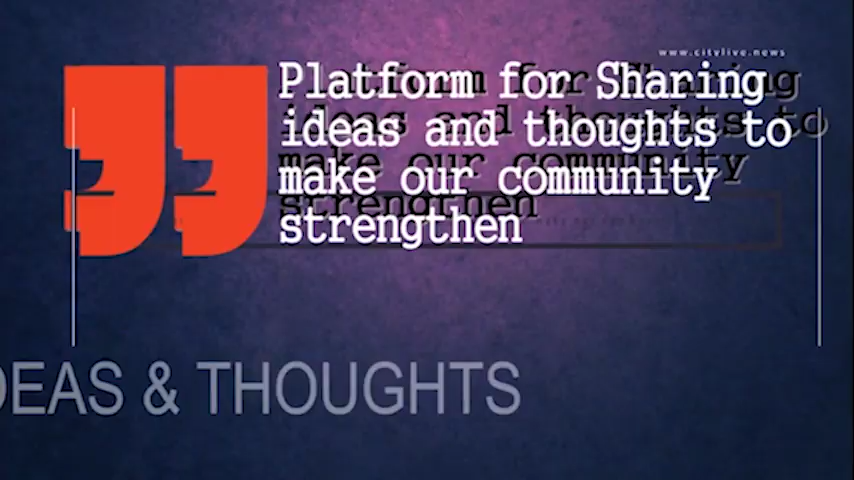 www.citylive.news
Platform for Sharing
ideas and thoughts to
make our community
strengthen
DEAS & THOUGHTS